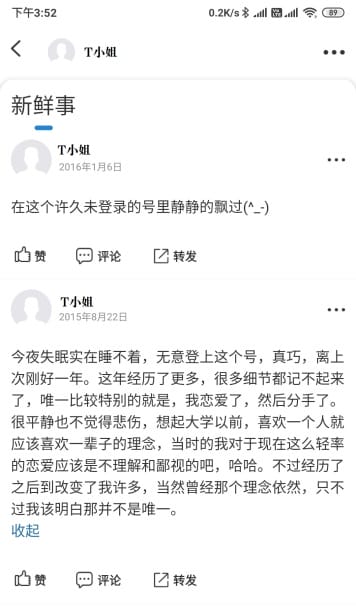 下午3:52
0.2K/s
89
T小姐
新鲜事
T小姐
2016年1月6日
在这个许久未登录的号里静静的飘过(^_-)
赞 评论 转发
T小姐
2015年8月22日
今夜失眠实在睡不着，无意登上这个号，真巧，离上
次刚好一年。这年经历了更多，很多细节都记不起来
了，唯一比较特别的就是，我恋爱了，然后分手了。
很平静也不觉得悲伤，想起大学以前，喜欢一个人就
应该喜欢一辈子的理念，当时的我对于现在这么轻率
的恋爱应该是不理解和鄙视的吧，哈哈。不过经历了
之后到改变了我许多，当然曾经那个理念依然，只不
过我该明白那并不是唯一。
收起
赞 评论 转发